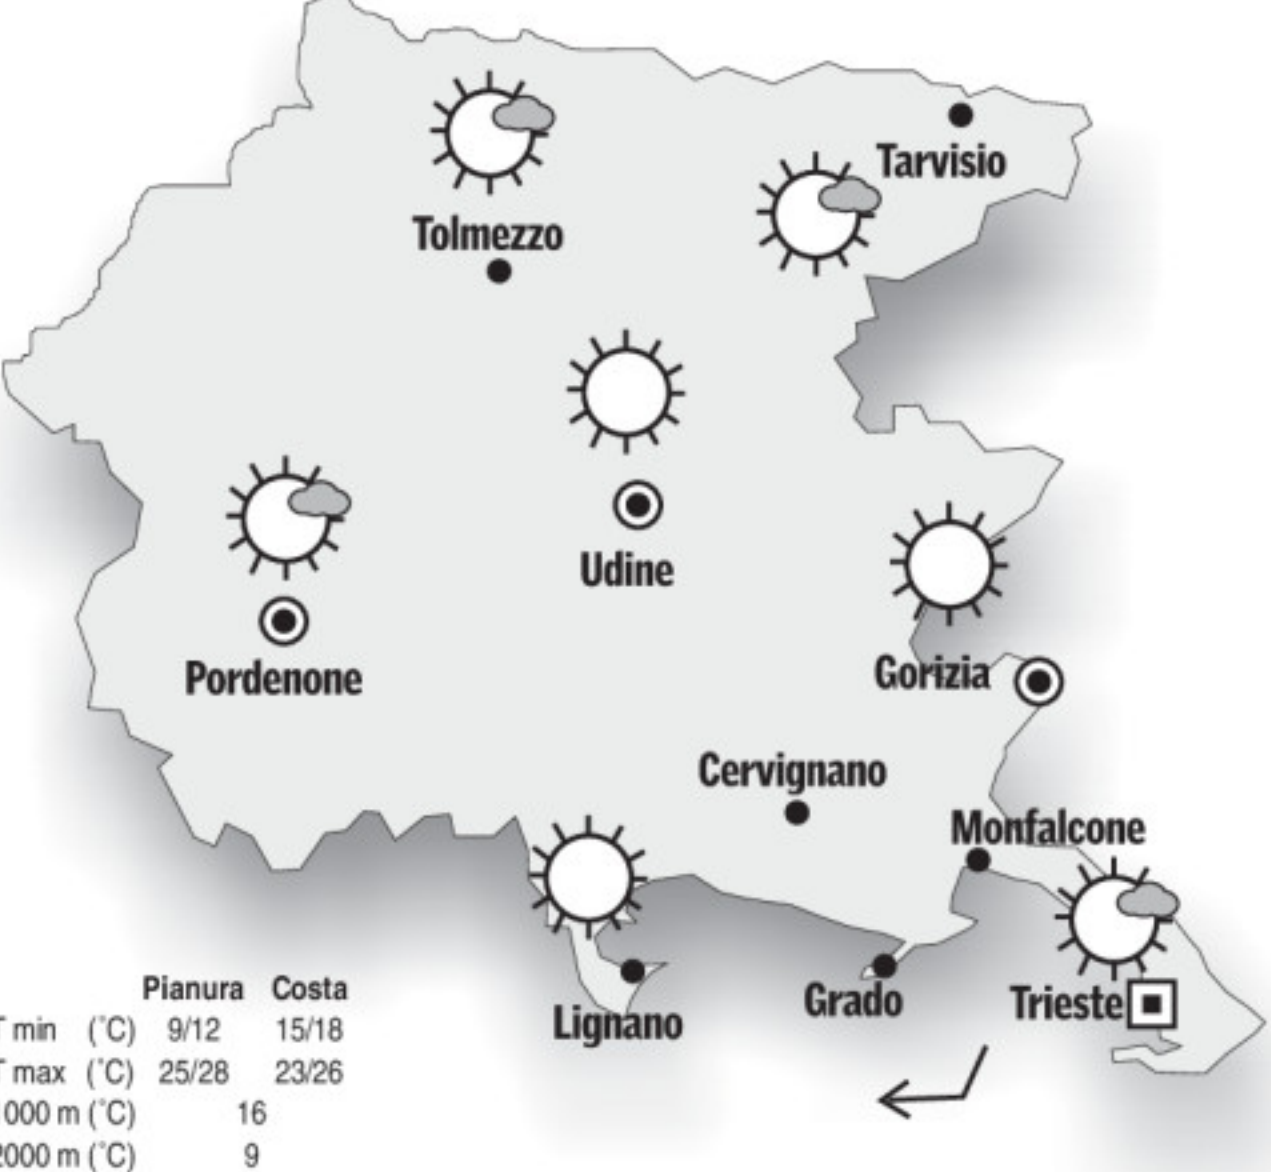 Tarvisio
Tolmezzo
Udine
Pordenone
Gorizia
Cervignano
Monfalcone
Grado
Trieste
Lignano
Pianura Costa
T min (°C) 9/12 15/18
T max (°C) 25/28 23/26
000 m (°C) 16
2000 m (°C) 9